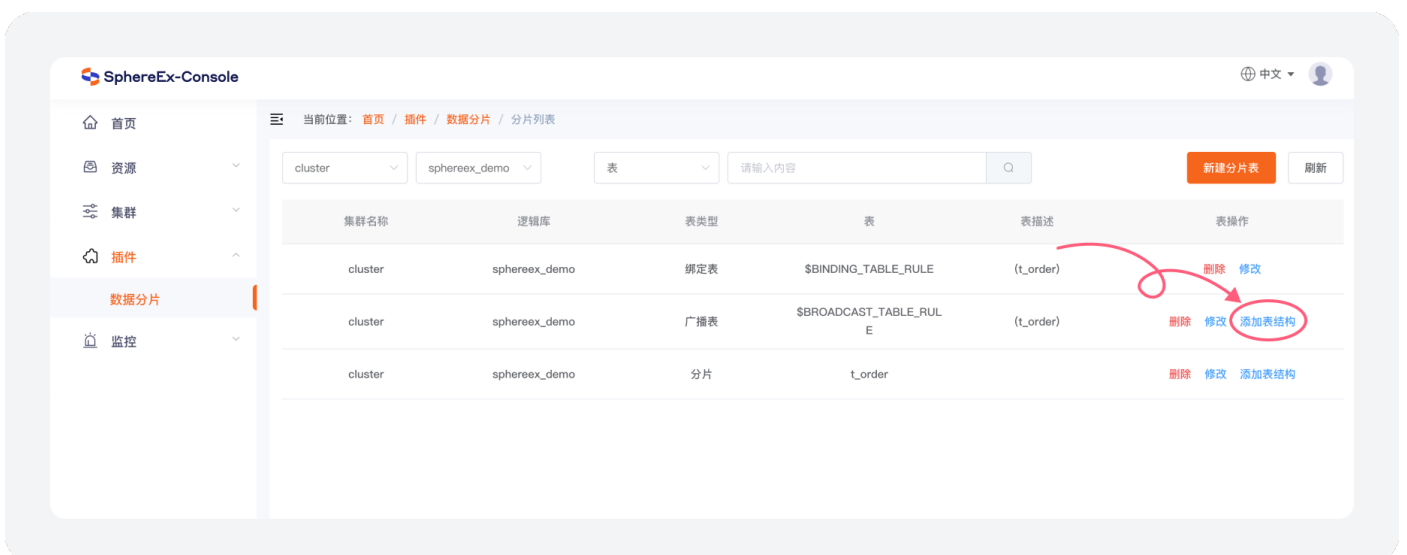 SphereEx-Console
中文
首页
资源
集群
插件
数据分片
监控
当前位置： 首页 / 插件 / 数据分片 / 分片列表
cluster sphereex_demo 表 请输入内容 新建分片表 刷新
集群名称 逻辑库 表类型 表 表描述 表操作
cluster sphereex_demo 绑定表 $BINDING_TABLE_RULE (t_order) 删除 修改
cluster sphereex_demo 广播表 $BROADCAST_TABLE_RUL
E (t_order) 删除 修改 添加表结构
cluster sphereex_demo 分片 t_order 删除 修改 添加表结构